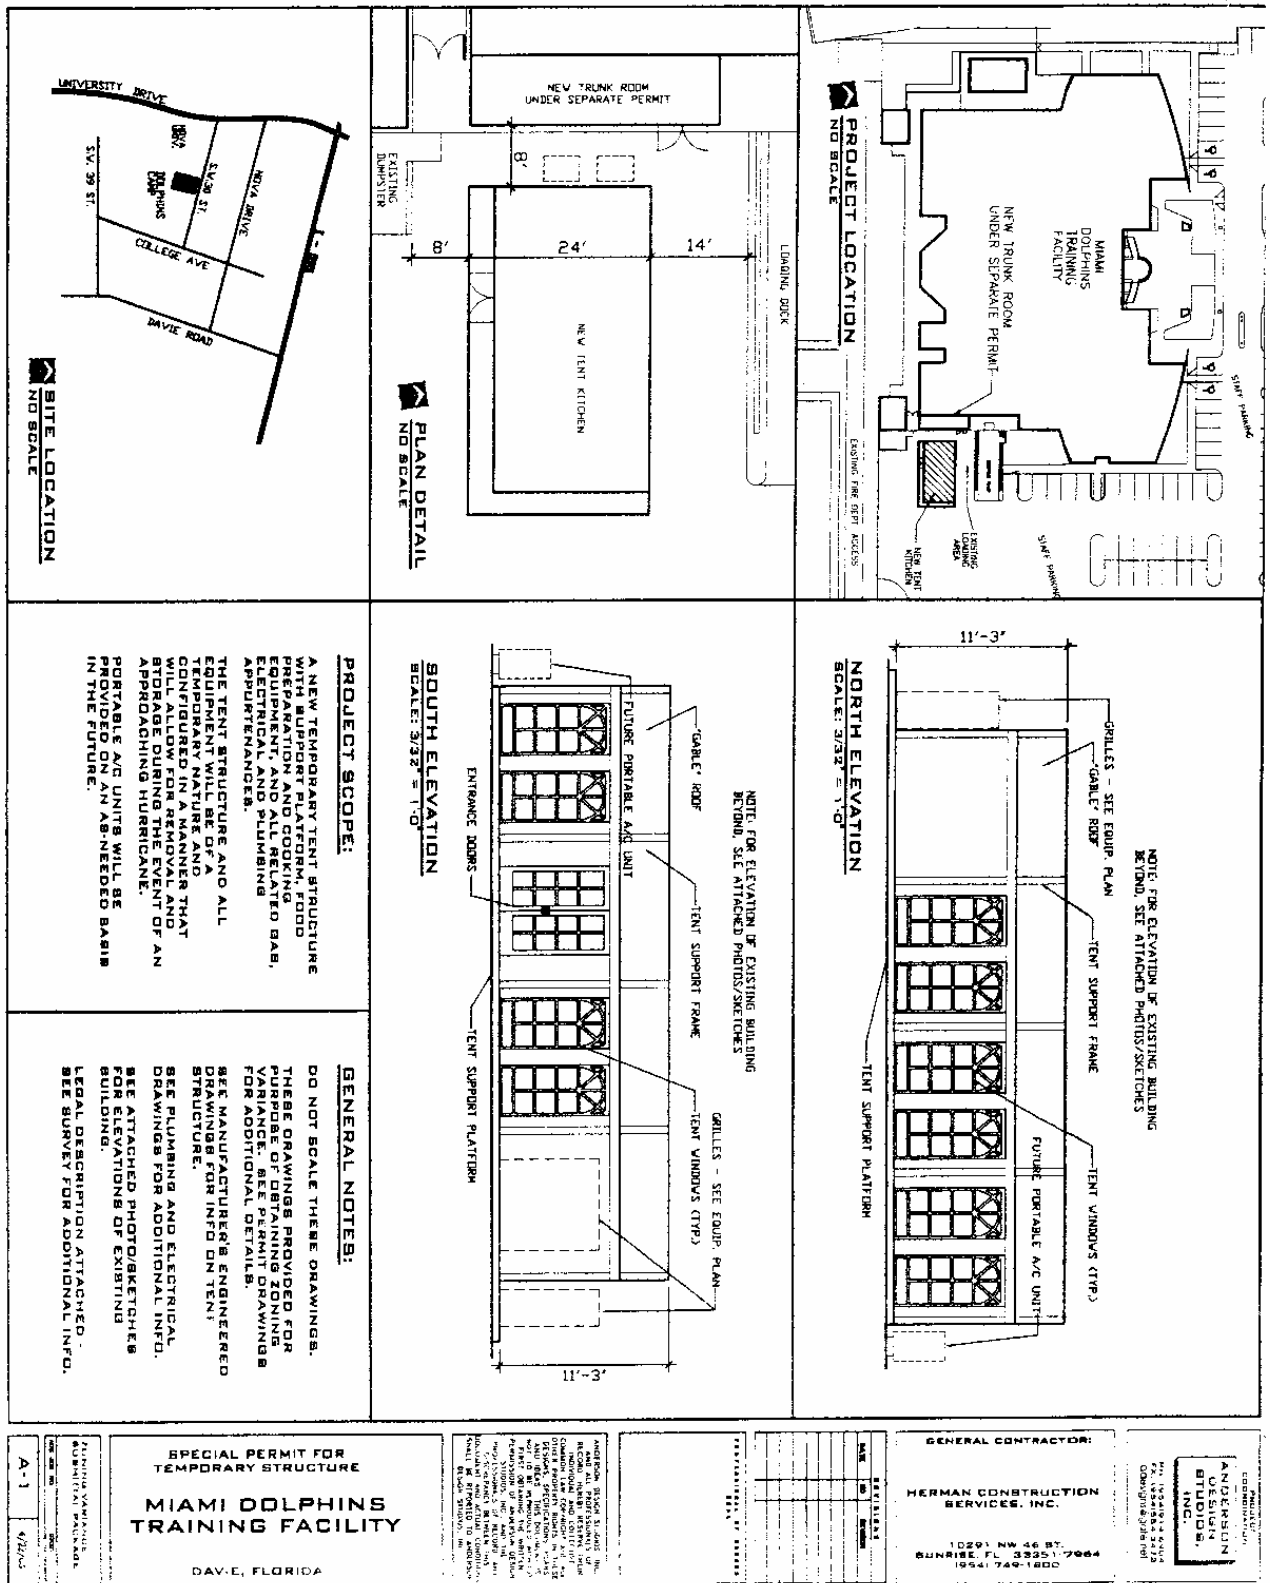 UNIVERSITY DRIVE
NOVA DRIVE
S.W. 30 ST.
S.W. 39 ST.
DOLPHINS
CAMP
COLLEGE AVE
DAVIE ROAD
SITE LOCATION
NO SCALE
NEW TRUNK ROOM
UNDER SEPARATE PERMIT
EXISTING
DUMPSTER
8'
8'
24'
14'
LOADING DOCK
NEW TENT KITCHEN
PLAN DETAIL
NO SCALE
PROJECT LOCATION
NO SCALE
MIAMI
DOLPHINS
TRAINING
FACILITY
NEW TRUNK ROOM
UNDER SEPARATE PERMIT
STAFF PARKING
STAFF PARKING
EXISTING FIRE DEPT ACCESS
EXISTING
LOADING
AREA
NEW TENT
KITCHEN
PROJECT SCOPE:
A NEW TEMPORARY TENT STRUCTURE
WITH SUPPORT PLATFORM, FOOD
PREPARATION AND COOKING
EQUIPMENT, AND ALL RELATED GAS,
ELECTRICAL AND PLUMBING
APPURTENANCES.
THE TENT STRUCTURE AND ALL
EQUIPMENT WILL BE OF A
TEMPORARY NATURE AND
CONFIGURED IN A MANNER THAT
WILL ALLOW FOR REMOVAL AND
STORAGE DURING THE EVENT OF AN
APPROACHING HURRICANE.
PORTABLE A/C UNITS WILL BE
PROVIDED ON AN AS-NEEDED BASIS
IN THE FUTURE.
GENERAL NOTES:
DO NOT SCALE THESE DRAWINGS.
THESE DRAWINGS PROVIDED FOR
PURPOSE OF OBTAINING ZONING
VARIANCE. SEE PERMIT DRAWINGS
FOR ADDITIONAL DETAILS.
SEE MANUFACTURER'S ENGINEERED
DRAWINGS FOR INFO ON TENT
STRUCTURE.
SEE PLUMBING AND ELECTRICAL
DRAWINGS FOR ADDITIONAL INFO.
SEE ATTACHED PHOTO/SKETCHES
FOR ELEVATIONS OF EXISTING
BUILDING.
LEGAL DESCRIPTION ATTACHED -
SEE SURVEY FOR ADDITIONAL INFO.
SOUTH ELEVATION
SCALE: 3/32" = 1'-0"
FUTURE PORTABLE A/C UNIT
"GABLE" ROOF
ENTRANCE DOORS
TENT SUPPORT FRAME
NOTE: FOR ELEVATION OF EXISTING BUILDING
BEYOND, SEE ATTACHED PHOTOS/SKETCHES
TENT SUPPORT PLATFORM
TENT WINDOWS (TYP.)
GRILLES - SEE EQUIP. PLAN
11'-3"
NORTH ELEVATION
SCALE: 3/32" = 1'-0"
11'-3"
GRILLES - SEE EQUIP. PLAN
"GABLE" ROOF
TENT SUPPORT FRAME
NOTE: FOR ELEVATION OF EXISTING BUILDING
BEYOND, SEE ATTACHED PHOTOS/SKETCHES
TENT SUPPORT PLATFORM
TENT WINDOWS (TYP.)
FUTURE PORTABLE A/C UNIT
A-1
SPECIAL PERMIT FOR
TEMPORARY STRUCTURE
MIAMI DOLPHINS
TRAINING FACILITY
DAVIE, FLORIDA
REVISIONS
GENERAL CONTRACTOR:
HERMAN CONSTRUCTION
SERVICES, INC.
10291 NW 46 ST.
SUNRISE, FL 33351-7964
(954) 749-1800
PROJECT
COORDINATION:
ANDERSON
DESIGN
STUDIOS,
INC.